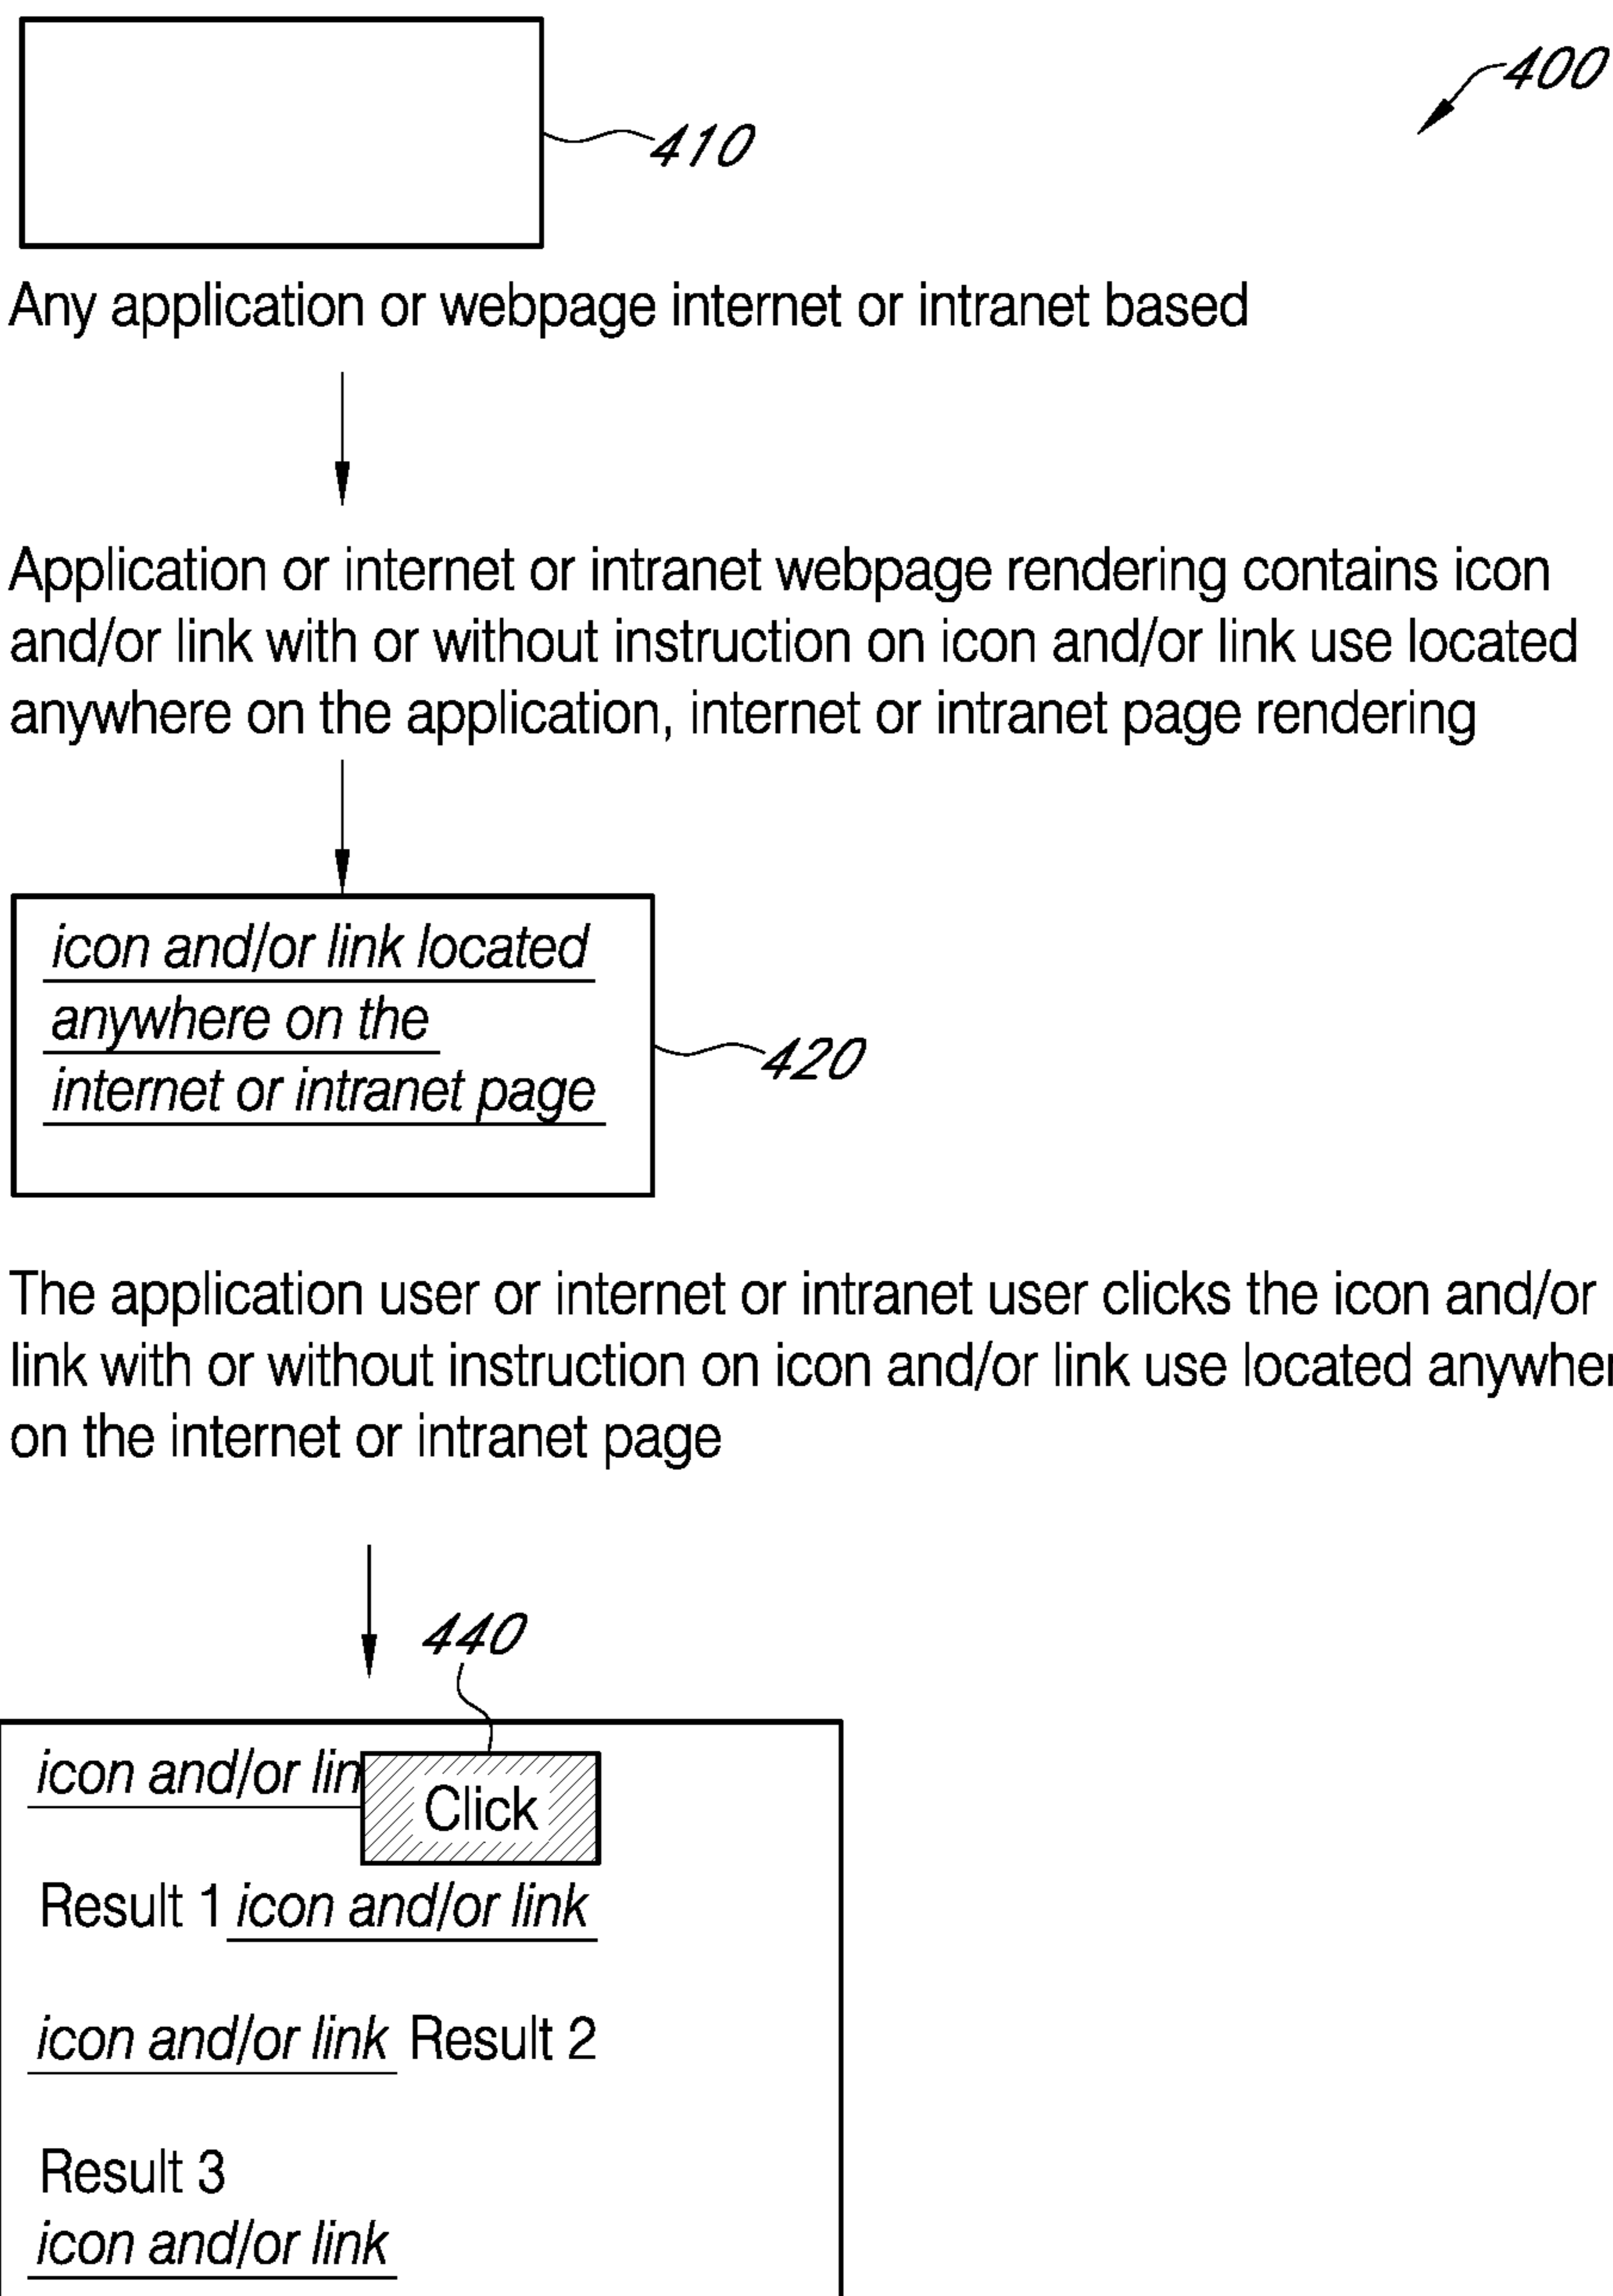 400
410
Any application or webpage internet or intranet based
Application or internet or intranet webpage rendering contains icon
and/or link with or without instruction on icon and/or link use located
anywhere on the application, internet or intranet page rendering
icon and/or link located
anywhere on the
internet or intranet page
420
The application user or internet or intranet user clicks the icon and/or
link with or without instruction on icon and/or link use located
on the internet or intranet page
440
icon and/or
Click
Result 1 icon and/or link
icon and/or link Result 2
Result 3
icon and/or link